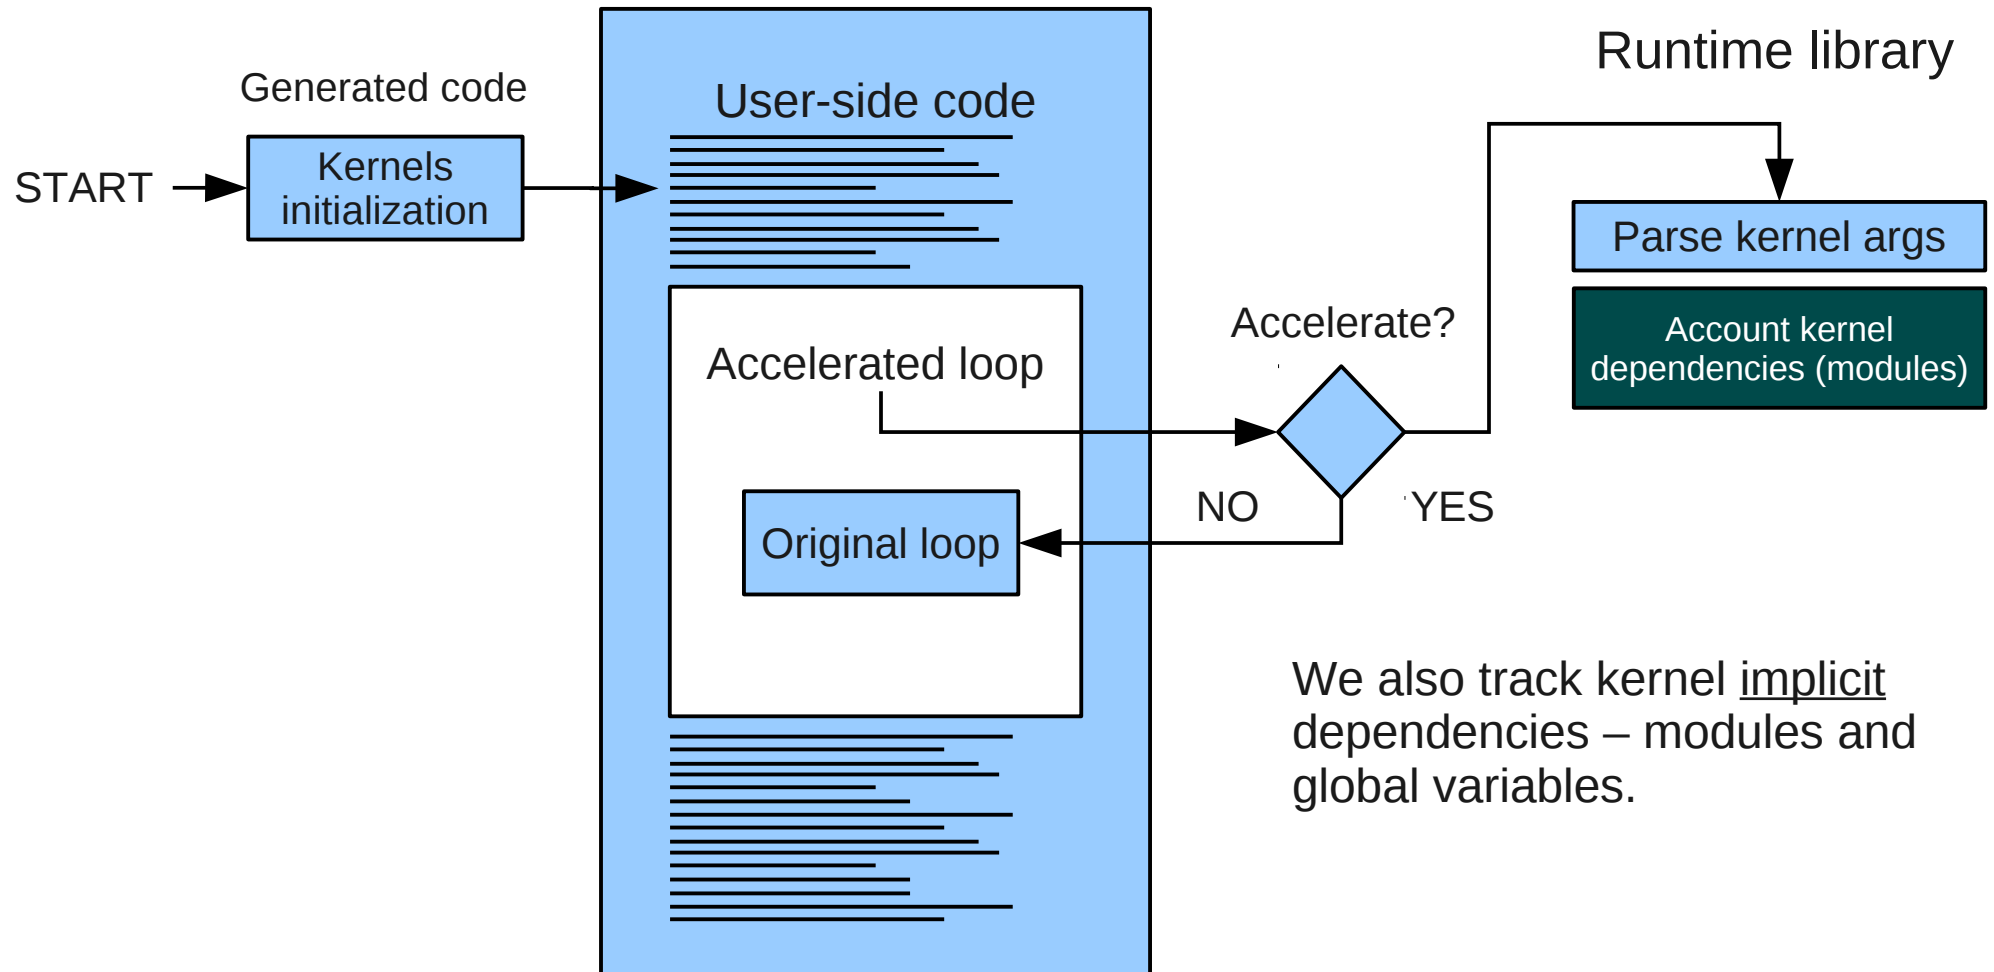 Runtime library
Generated code
User-side code
START
Kernels
initialization
Parse kernel args
Accelerate?
Account kernel
dependencies (modules)
Accelerated loop
NO
YES
Original loop
We also track kernel implicit
dependencies – modules and
global variables.